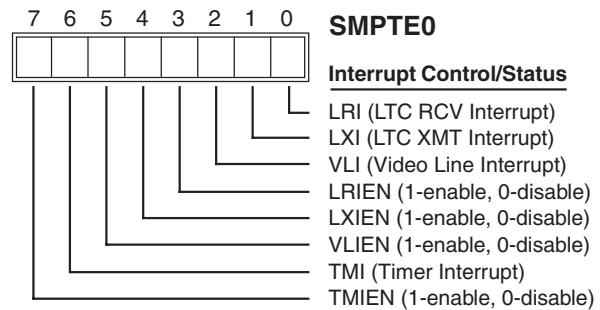 7 6 5 4 3 2 1 0
SMPTE0
Interrupt Control/Status
LRI (LTC RCV Interrupt)
LXI (LTC XMT Interrupt)
VLI (Video Line Interrupt)
LRIEN (1-enable, 0-disable)
LXIEN (1-enable, 0-disable)
VLIEN (1-enable, 0-disable)
TMI (Timer Interrupt)
TMIEN (1-enable, 0-disable)